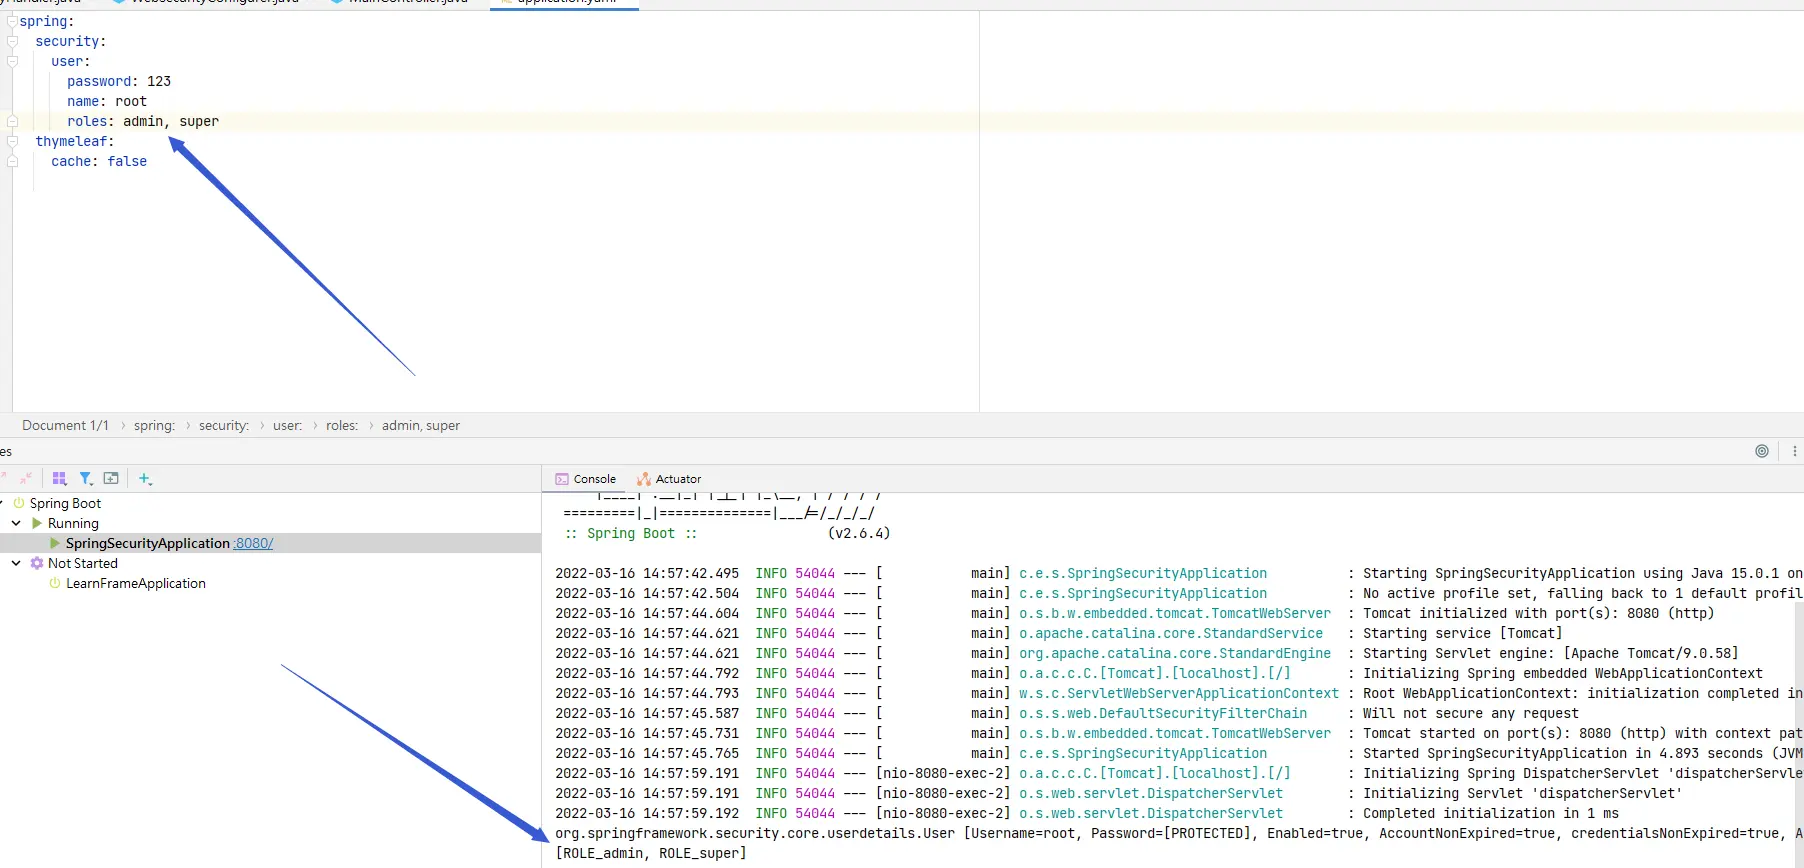 WebsecurityConfigurer.java MainController.java application.yaml
spring:
security:
user:
password: 123
name: root
roles: admin, super
thymeleaf:
cache: false
Document 1/1 › spring: › security: › user: › roles: › admin, super
es
Console Actuator
Spring Boot
Running
SpringSecurityApplication :8080/
Not Started
LearnFrameApplication
=========|_|==============|___/=/_/_/_/
:: Spring Boot :: (v2.6.4)
2022-03-16 14:57:42.495 INFO 54044 --- [ main] c.e.s.SpringSecurityApplication : Starting SpringSecurityApplication using Java 15.0.1 on
2022-03-16 14:57:42.504 INFO 54044 --- [ main] c.e.s.SpringSecurityApplication : No active profile set, falling back to 1 default profil
2022-03-16 14:57:44.604 INFO 54044 --- [ main] o.s.b.w.embedded.tomcat.TomcatWebServer : Tomcat initialized with port(s): 8080 (http)
2022-03-16 14:57:44.621 INFO 54044 --- [ main] o.apache.catalina.core.StandardService : Starting service [Tomcat]
2022-03-16 14:57:44.621 INFO 54044 --- [ main] org.apache.catalina.core.StandardEngine : Starting Servlet engine: [Apache Tomcat/9.0.58]
2022-03-16 14:57:44.792 INFO 54044 --- [ main] o.a.c.c.C.[Tomcat].[localhost].[/] : Initializing Spring embedded WebApplicationContext
2022-03-16 14:57:44.793 INFO 54044 --- [ main] w.s.c.ServletWebServerApplicationContext : Root WebApplicationContext: initialization completed in
2022-03-16 14:57:45.587 INFO 54044 --- [ main] o.s.s.web.DefaultSecurityFilterChain : Will not secure any request
2022-03-16 14:57:45.731 INFO 54044 --- [ main] o.s.b.w.embedded.tomcat.TomcatWebServer : Tomcat started on port(s): 8080 (http) with context pat
2022-03-16 14:57:45.765 INFO 54044 --- [ main] c.e.s.SpringSecurityApplication : Started SpringSecurityApplication in 4.893 seconds (JVM
2022-03-16 14:57:59.191 INFO 54044 --- [nio-8080-exec-2] o.a.c.c.C.[Tomcat].[localhost].[/] : Initializing Spring DispatcherServlet 'dispatcherServle
2022-03-16 14:57:59.191 INFO 54044 --- [nio-8080-exec-2] o.s.web.servlet.DispatcherServlet : Initializing Servlet 'dispatcherServlet'
2022-03-16 14:57:59.192 INFO 54044 --- [nio-8080-exec-2] o.s.web.servlet.DispatcherServlet : Completed initialization in 1 ms
org.springframework.security.core.userdetails.User [Username=root, Password=[PROTECTED], Enabled=true, AccountNonExpired=true, credentialsNonExpired=true, A
[ROLE_admin, ROLE_super]